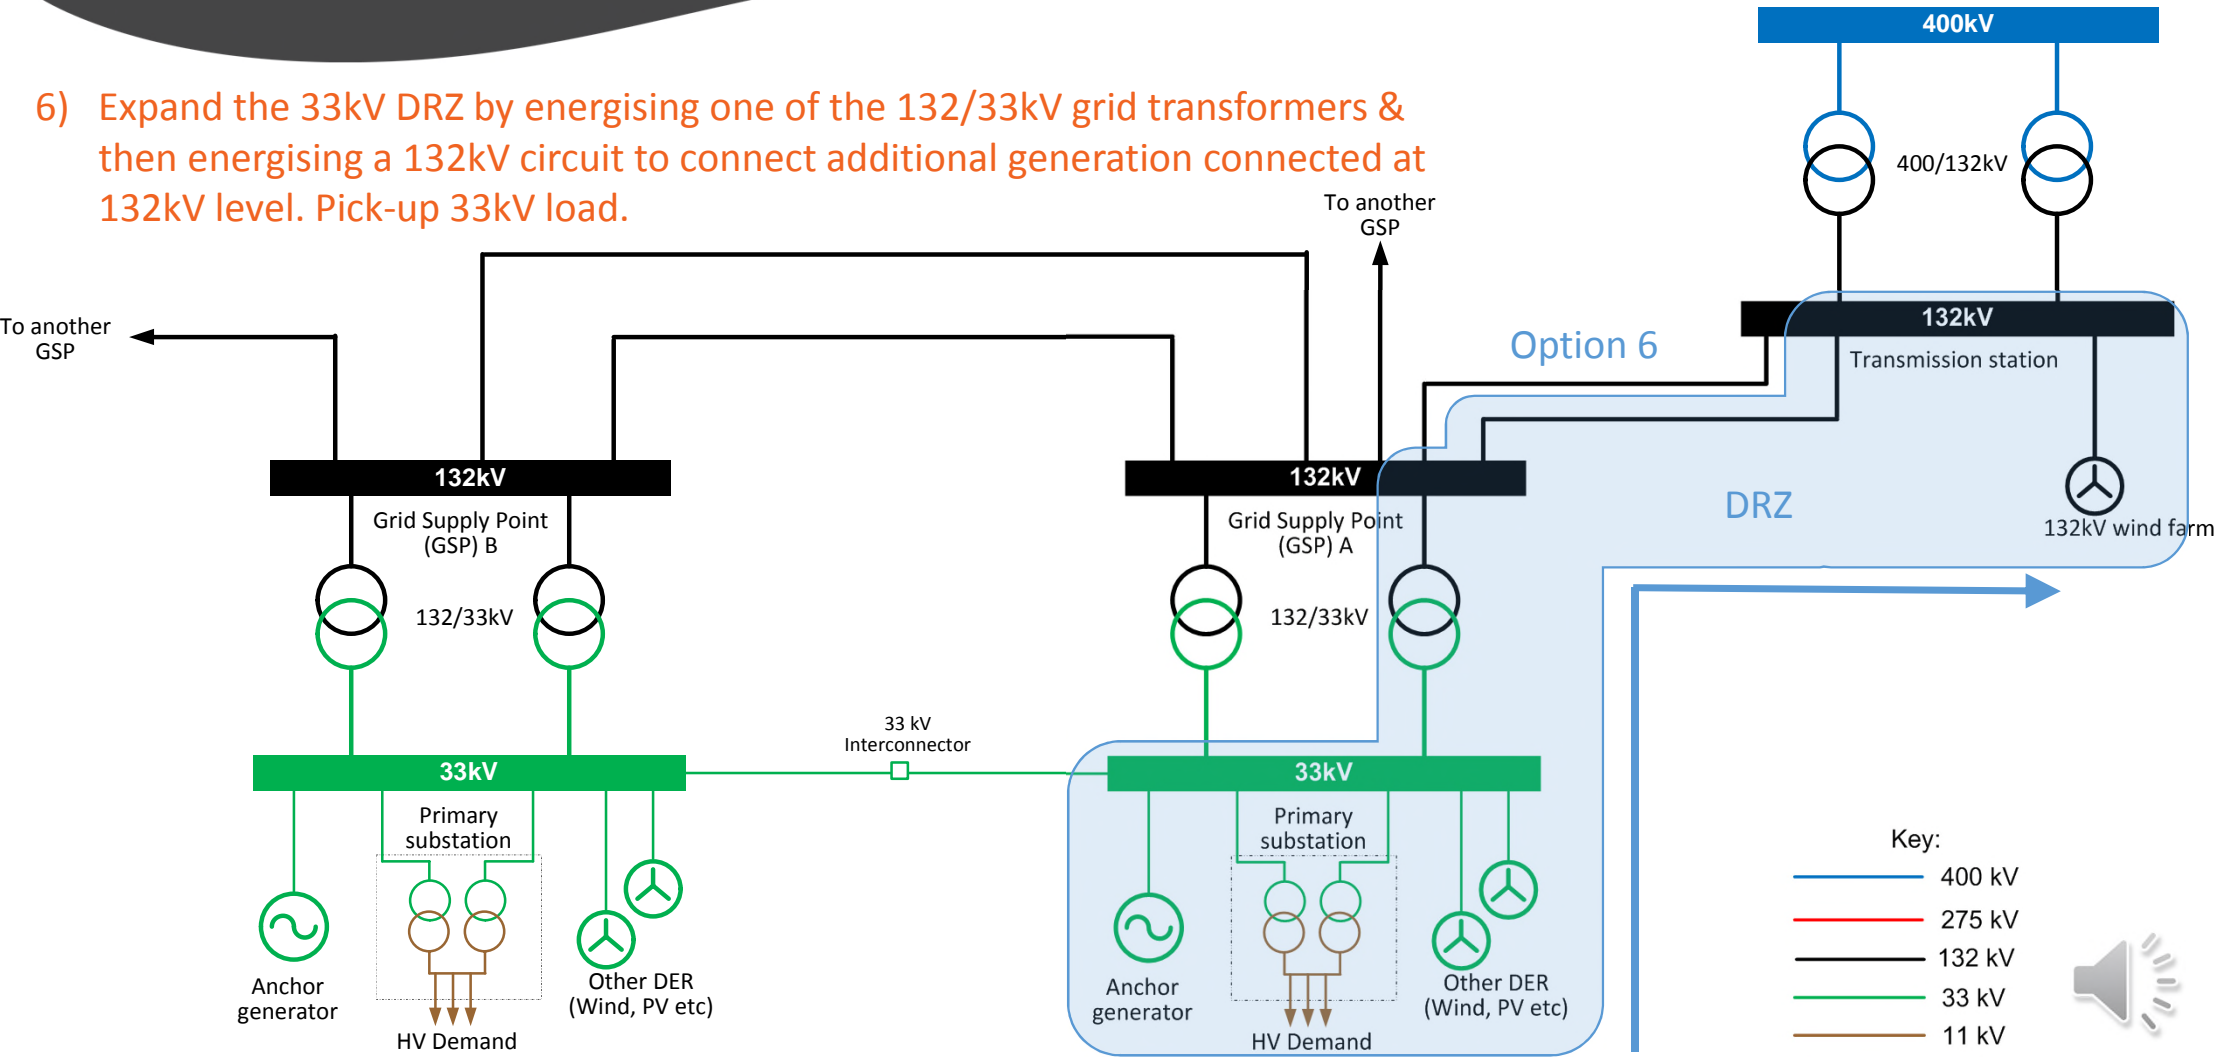 400kV
6) Expand the 33kV DRZ by energising one of the 132/33kV grid transformers &
then energising a 132kV circuit to connect additional generation connected at
132kV level. Pick-up 33kV load.
400/132kV
To another
GSP
To another
GSP
Option 6
132kV
Transmission station
132kV
Grid Supply Point
(GSP) B
132/33kV
132kV
Grid Supply Point
(GSP) A
132/33kV
DRZ
132kV wind farm
33 kV
Interconnector
33kV
Primary
substation
Anchor
generator
HV Demand
Other DER
(Wind, PV etc)
33kV
Primary
substation
Anchor
generator
HV Demand
Other DER
(Wind, PV etc)
Key:
400 kV
275 kV
132 kV
33 kV
11 kV